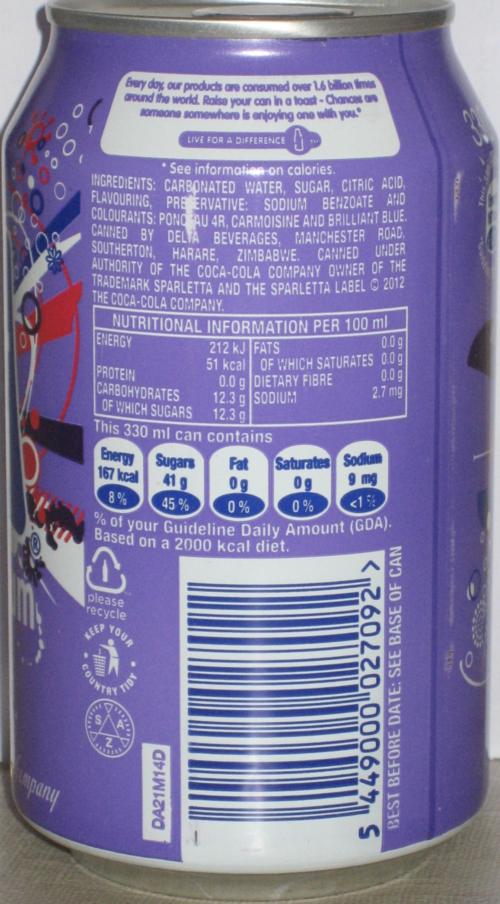 Every day, our products are consumed over 1.6 billion times
around the world. Raise your can in a toast - Chances are
someone somewhere is enjoying one with you.*
LIVE FOR A DIFFERENCE
* See information on calories.
INGREDIENTS: CARBONATED WATER, SUGAR, CITRIC ACID,
FLAVOURING, PRESERVATIVE: SODIUM BENZOATE AND
COLOURANTS: PONCEAU 4R, CARMOISINE AND BRILLIANT BLUE.
CANNED BY DELTA BEVERAGES, MANCHESTER ROAD,
SOUTHERTON, HARARE, ZIMBABWE. CANNED UNDER
AUTHORITY OF THE COCA-COLA COMPANY OWNER OF THE
TRADEMARK SPARLETTA AND THE SPARLETTA LABEL © 2012
THE COCA-COLA COMPANY.
NUTRITIONAL INFORMATION PER 100 ml
ENERGY 212 kJ
51 kcal
PROTEIN 0.0 g
CARBOHYDRATES 12.3 g
OF WHICH SUGARS 12.3 g
FATS 0.0 g
OF WHICH SATURATES 0.0 g
DIETARY FIBRE 0.0 g
SODIUM 2.7 mg
This 330 ml can contains
Energy 167 kcal 8%
Sugars 41 g 45%
Fat 0 g 0%
Saturates 0 g 0%
Sodium 9 mg <1%
% of your Guideline Daily Amount (GDA).
Based on a 2000 kcal diet.
please
recycle
KEEP YOUR
COUNTRY TIDY
S A Z
m
®
ompany
DA21M14D
5 449000 027092 >
BEST BEFORE DATE: SEE BASE OF CAN